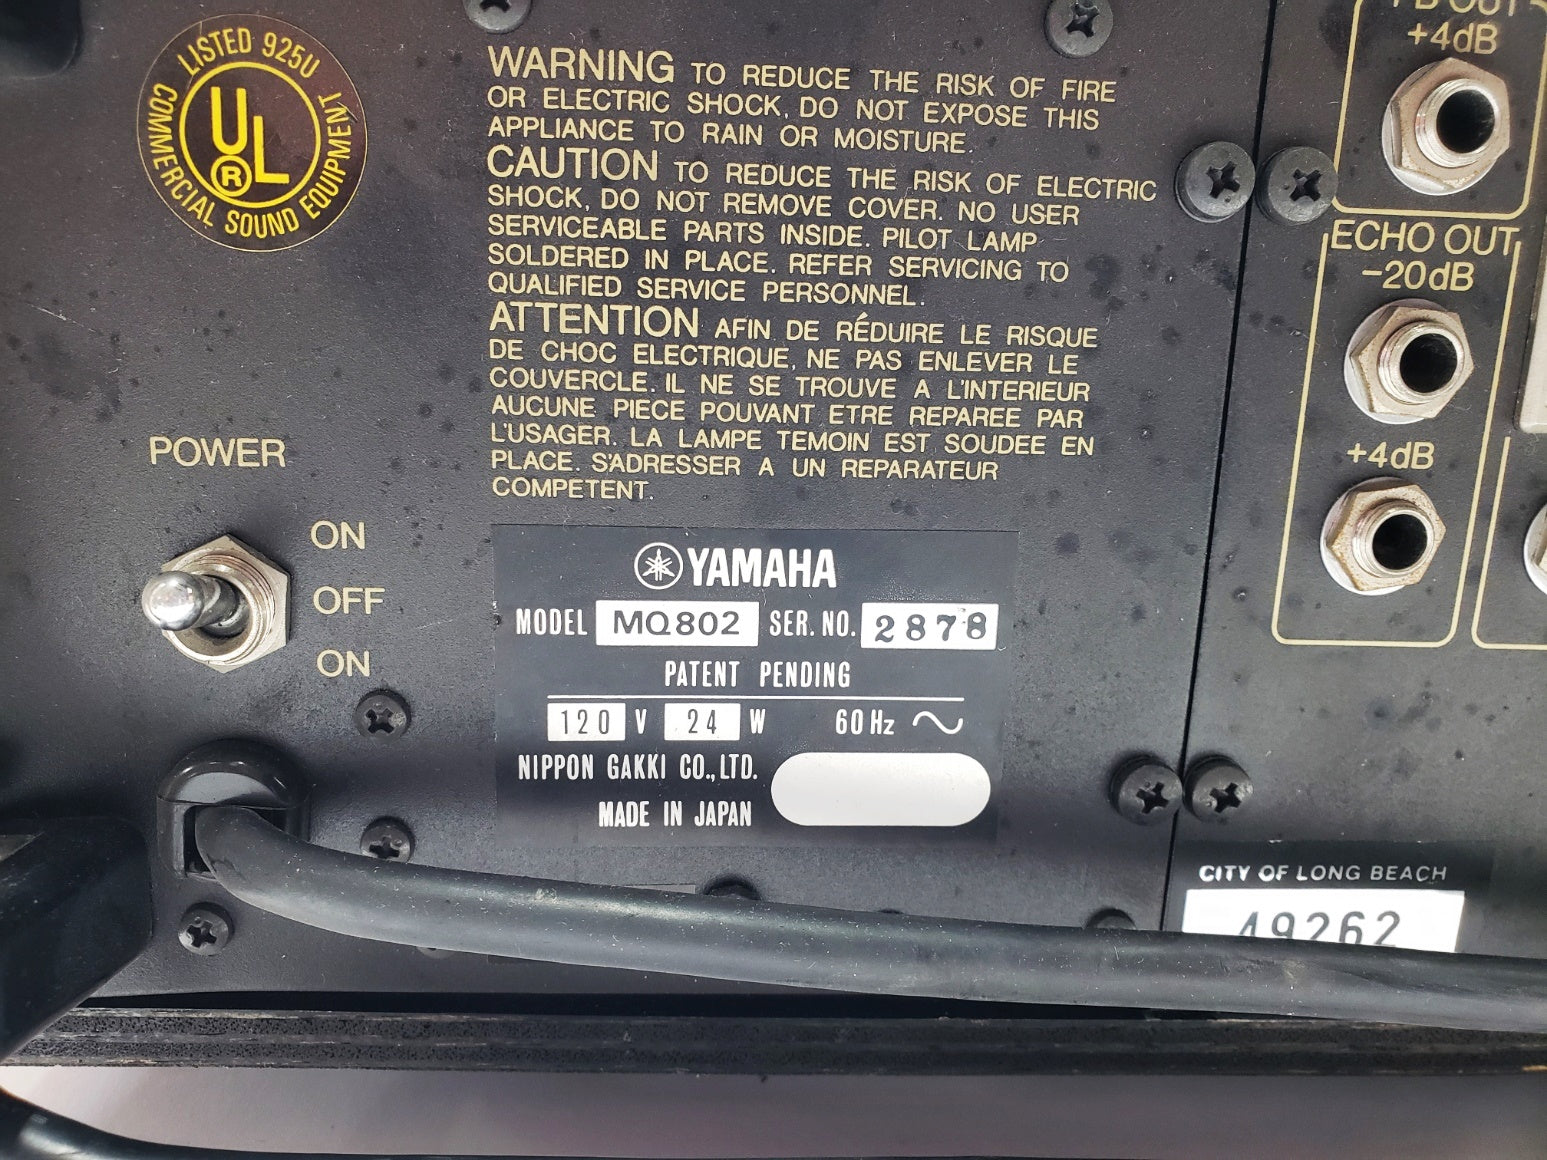 LISTED 925U
UL
®
COMMERCIAL SOUND EQUIPMENT
WARNING TO REDUCE THE RISK OF FIRE
OR ELECTRIC SHOCK, DO NOT EXPOSE THIS
APPLIANCE TO RAIN OR MOISTURE.
CAUTION TO REDUCE THE RISK OF ELECTRIC
SHOCK, DO NOT REMOVE COVER. NO USER
SERVICEABLE PARTS INSIDE. PILOT LAMP
SOLDERED IN PLACE. REFER SERVICING TO
QUALIFIED SERVICE PERSONNEL.
ATTENTION AFIN DE RÉDUIRE LE RISQUE
DE CHOC ELECTRIQUE, NE PAS ENLEVER LE
COUVERCLE. IL NE SE TROUVE A L'INTERIEUR
AUCUNE PIECE POUVANT ETRE REPAREE PAR
L'USAGER. LA LAMPE TEMOIN EST SOUDEE EN
PLACE. S'ADRESSER A UN REPARATEUR
COMPETENT.
POWER
ON
OFF
ON
YAMAHA
MODEL MQ802 SER. NO. 2878
PATENT PENDING
120 V 24 W 60 Hz
NIPPON GAKKI CO., LTD.
MADE IN JAPAN
OUT
+4dB
ECHO OUT
-20dB
+4dB
CITY OF LONG BEACH
49262